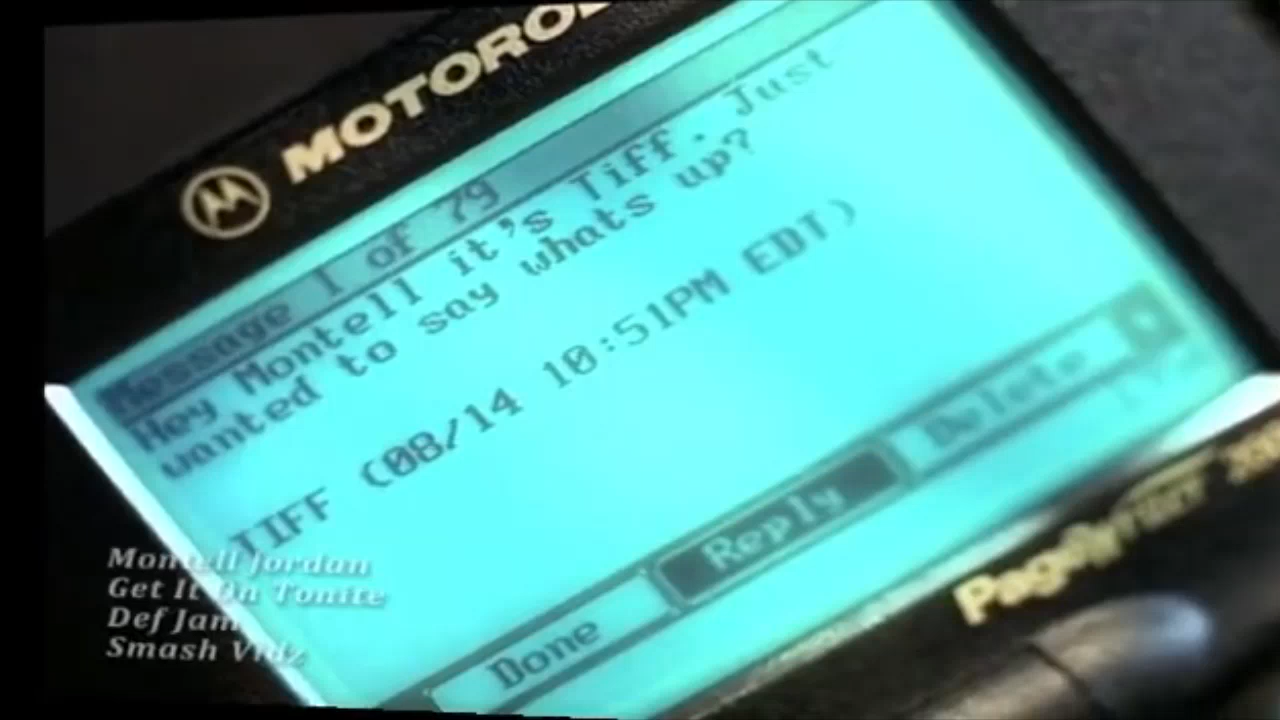 MOTORO
Message 1 of 79
Hey Montell it's Tiff. Just
wanted to say whats up?
TIFF (08/14 10:51PM EDT)
Done Reply Delete
PageWriter
Montell Jordan
Get It On Tonite
Def Jam
Smash Vidz